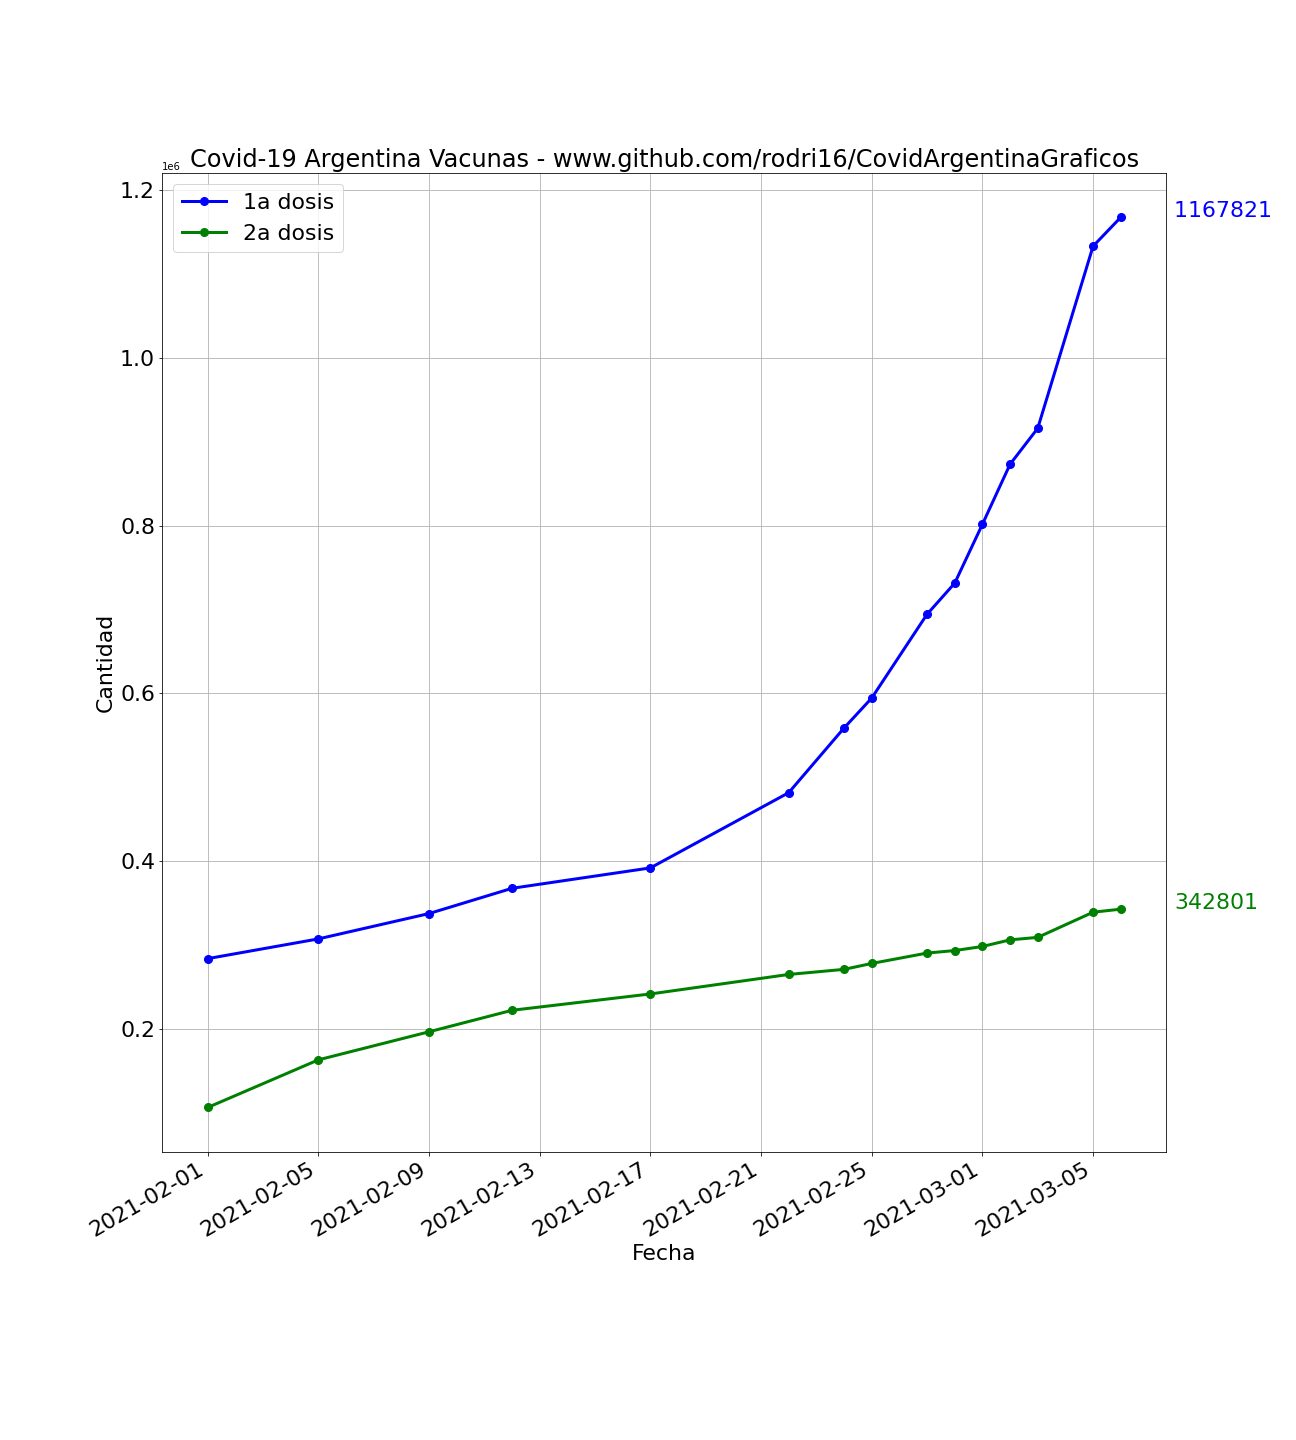 Covid-19 Argentina Vacunas - www.github.com/rodri16/CovidArgentinaGraficos
1e6
1a dosis
2a dosis
1.2
1.0
0.8
0.6
0.4
0.2
Cantidad
1167821
342801
2021-02-01
2021-02-05
2021-02-09
2021-02-13
2021-02-17
2021-02-21
2021-02-25
2021-03-01
2021-03-05
Fecha